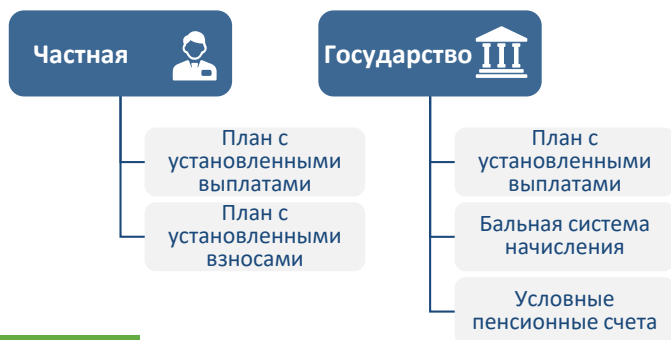 Частная
План с
установленными
выплатами
План с
установленными
взносами
Государство
План с
установленными
выплатами
Бальная система
начисления
Условные
пенсионные счета